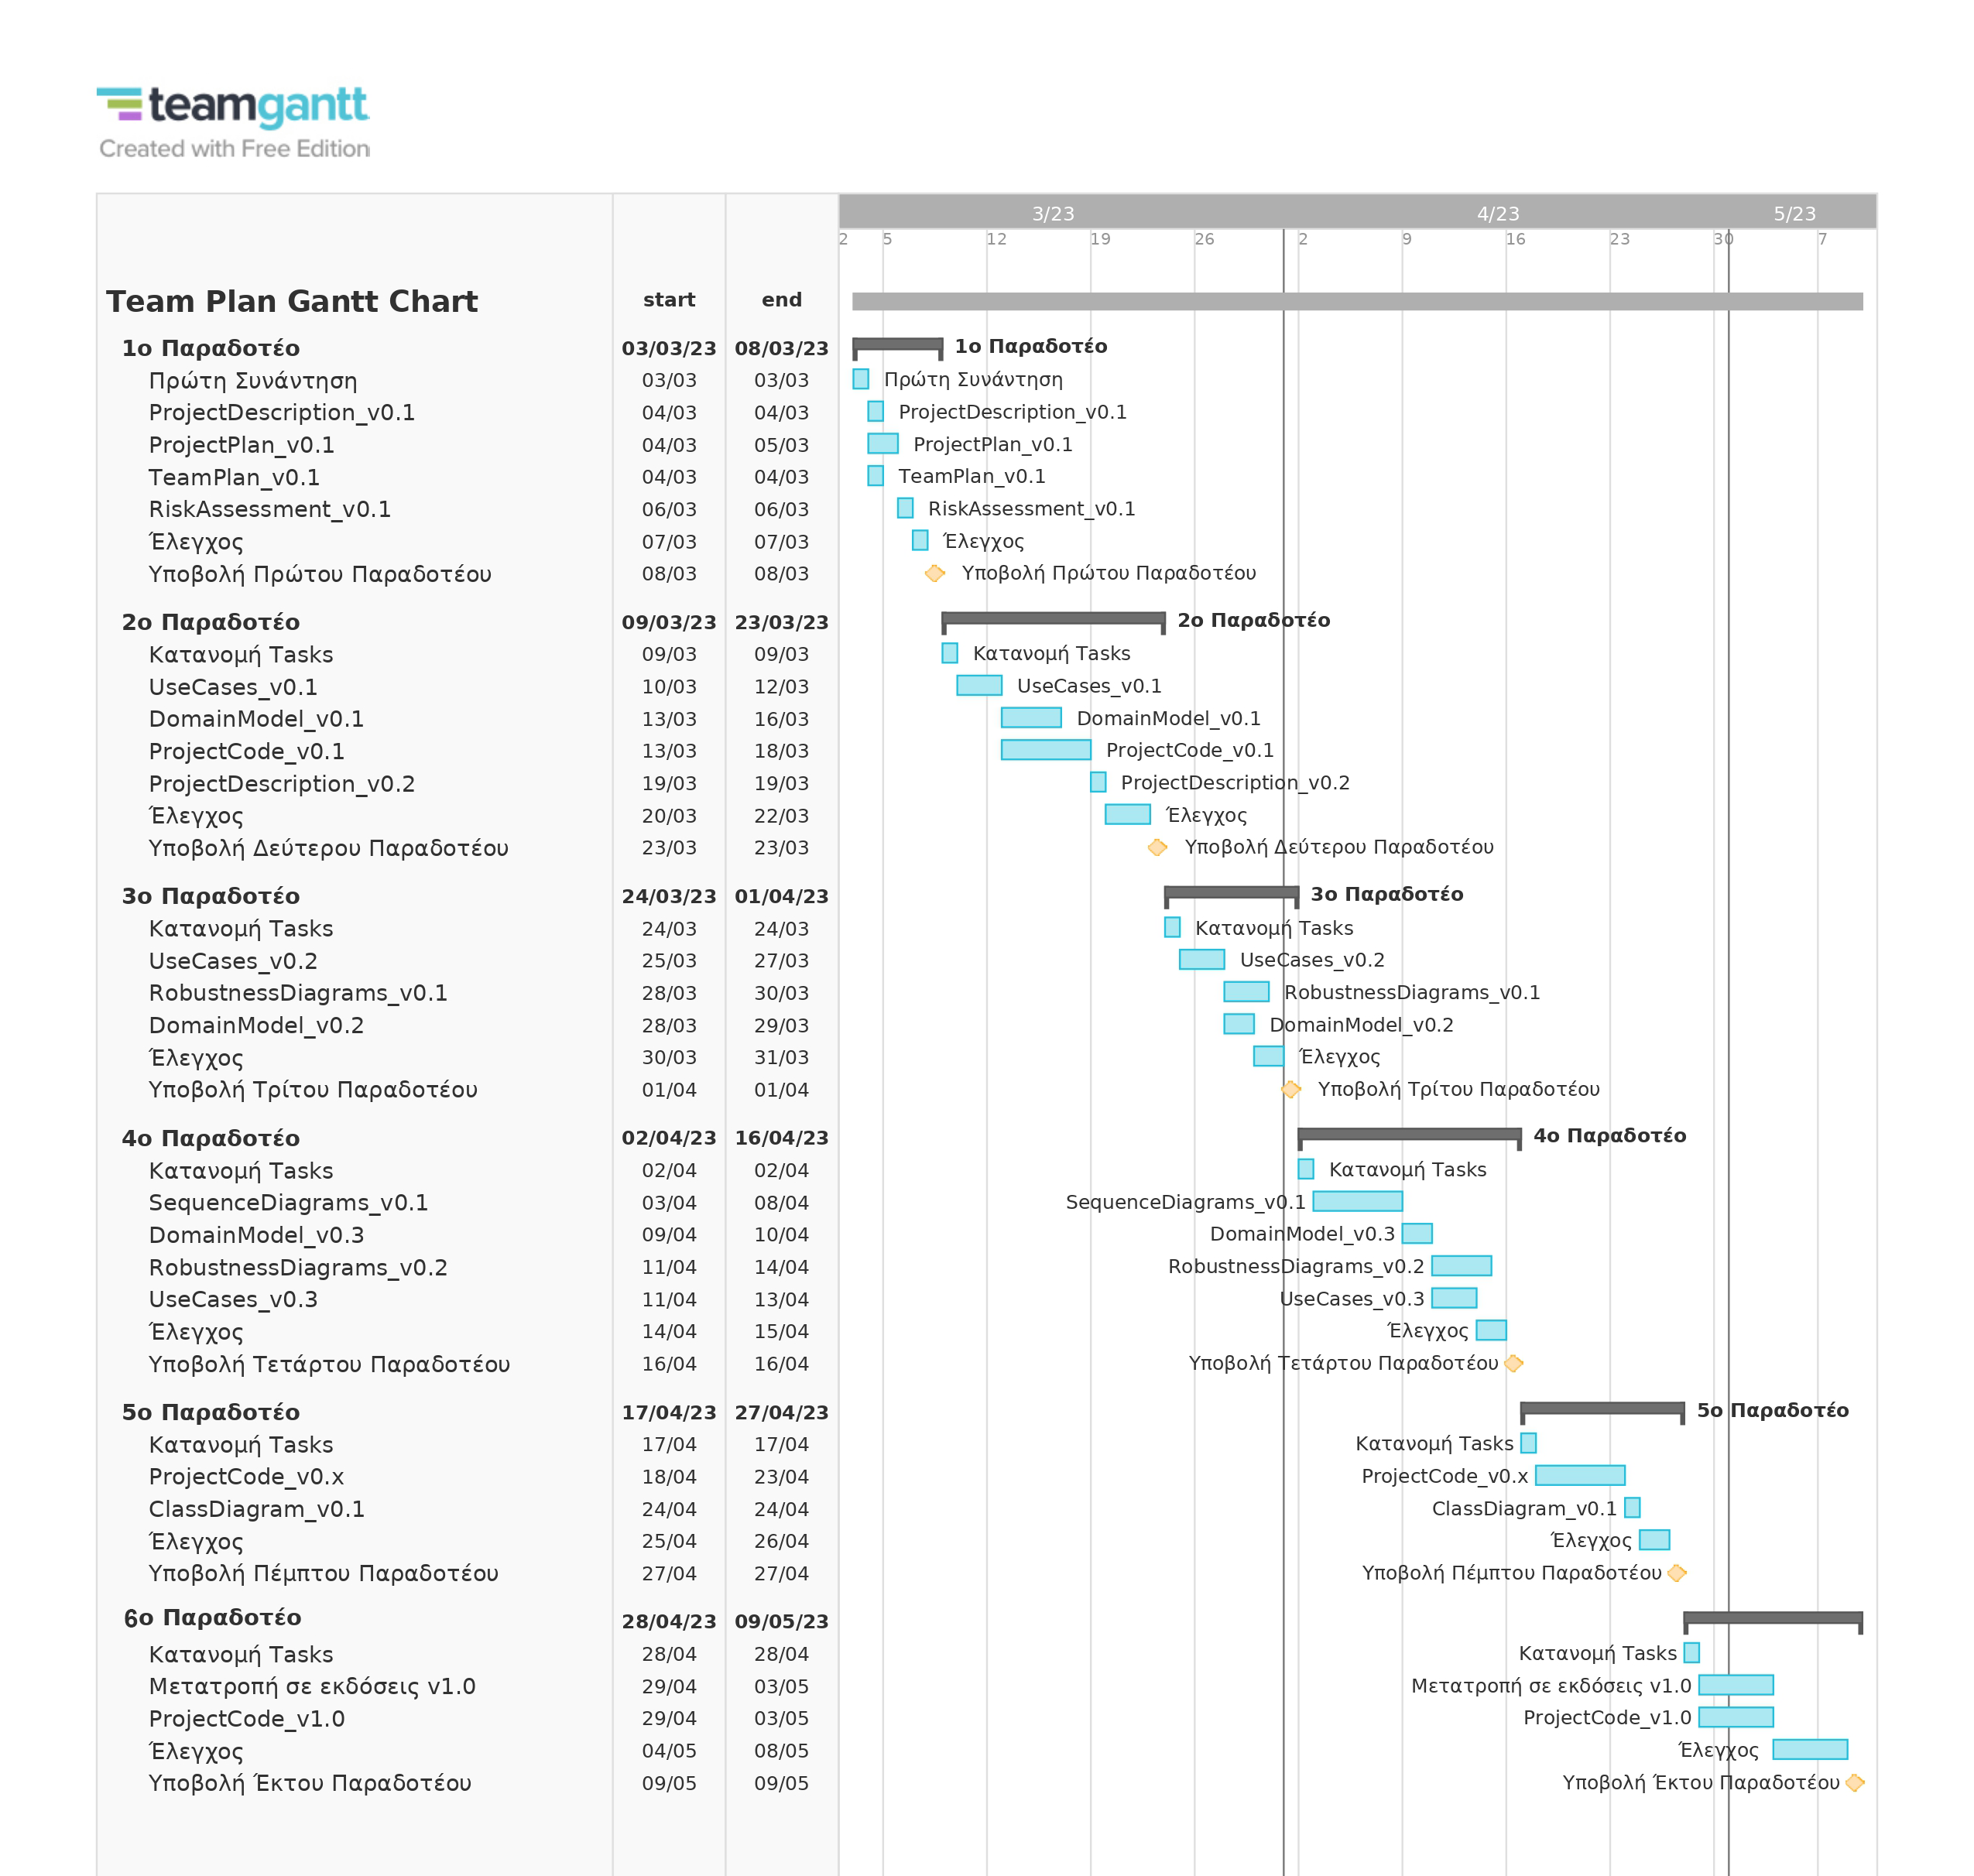 teamgantt
Created with Free Edition
3/23 4/23 5/23
2 5 12 19 26 2 9 16 23 30 7
Team Plan Gantt Chart start end
1ο Παραδοτέο 03/03/23 08/03/23 1ο Παραδοτέο
Πρώτη Συνάντηση 03/03 03/03 Πρώτη Συνάντηση
ProjectDescription_v0.1 04/03 04/03 ProjectDescription_v0.1
ProjectPlan_v0.1 04/03 05/03 ProjectPlan_v0.1
TeamPlan_v0.1 04/03 04/03 TeamPlan_v0.1
RiskAssessment_v0.1 06/03 06/03 RiskAssessment_v0.1
Έλεγχος 07/03 07/03 Έλεγχος
Υποβολή Πρώτου Παραδοτέου 08/03 08/03 Υποβολή Πρώτου Παραδοτέου
2ο Παραδοτέο 09/03/23 23/03/23 2ο Παραδοτέο
Κατανομή Tasks 09/03 09/03 Κατανομή Tasks
UseCases_v0.1 10/03 12/03 UseCases_v0.1
DomainModel_v0.1 13/03 16/03 DomainModel_v0.1
ProjectCode_v0.1 13/03 18/03 ProjectCode_v0.1
ProjectDescription_v0.2 19/03 19/03 ProjectDescription_v0.2
Έλεγχος 20/03 22/03 Έλεγχος
Υποβολή Δεύτερου Παραδοτέου 23/03 23/03 Υποβολή Δεύτερου Παραδοτέου
3ο Παραδοτέο 24/03/23 01/04/23 3ο Παραδοτέο
Κατανομή Tasks 24/03 24/03 Κατανομή Tasks
UseCases_v0.2 25/03 27/03 UseCases_v0.2
RobustnessDiagrams_v0.1 28/03 30/03 RobustnessDiagrams_v0.1
DomainModel_v0.2 28/03 29/03 DomainModel_v0.2
Έλεγχος 30/03 31/03 Έλεγχος
Υποβολή Τρίτου Παραδοτέου 01/04 01/04 Υποβολή Τρίτου Παραδοτέου
4ο Παραδοτέο 02/04/23 16/04/23 4ο Παραδοτέο
Κατανομή Tasks 02/04 02/04 Κατανομή Tasks
SequenceDiagrams_v0.1 03/04 08/04 SequenceDiagrams_v0.1
DomainModel_v0.3 09/04 10/04 DomainModel_v0.3
RobustnessDiagrams_v0.2 11/04 14/04 RobustnessDiagrams_v0.2
UseCases_v0.3 11/04 13/04 UseCases_v0.3
Έλεγχος 14/04 15/04 Έλεγχος
Υποβολή Τετάρτου Παραδοτέου 16/04 16/04 Υποβολή Τετάρτου Παραδοτέου
5ο Παραδοτέο 17/04/23 27/04/23 5ο Παραδοτέο
Κατανομή Tasks 17/04 17/04 Κατανομή Tasks
ProjectCode_v0.x 18/04 23/04 ProjectCode_v0.x
ClassDiagram_v0.1 24/04 24/04 ClassDiagram_v0.1
Έλεγχος 25/04 26/04 Έλεγχος
Υποβολή Πέμπτου Παραδοτέου 27/04 27/04 Υποβολή Πέμπτου Παραδοτέου
6ο Παραδοτέο 28/04/23 09/05/23
Κατανομή Tasks 28/04 28/04 Κατανομή Tasks
Μετατροπή σε εκδόσεις v1.0 29/04 03/05 Μετατροπή σε εκδόσεις v1.0
ProjectCode_v1.0 29/04 03/05 ProjectCode_v1.0
Έλεγχος 04/05 08/05 Έλεγχος
Υποβολή Έκτου Παραδοτέου 09/05 09/05 Υποβολή Έκτου Παραδοτέου